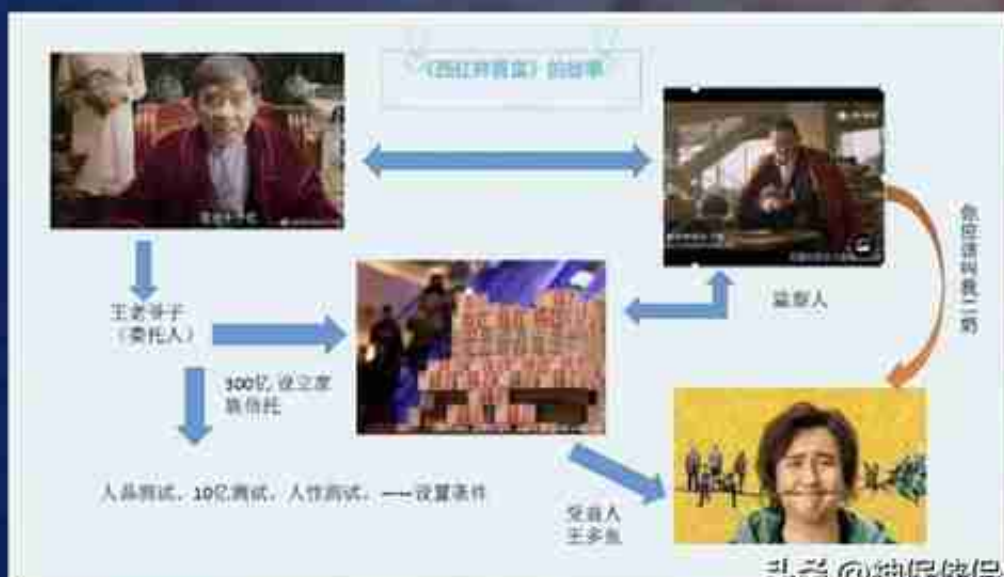 《西红柿首富》的故事
王老爷子
(委托人)
300亿 设立家
族信托
人品测试、10亿测试、人性测试、——设置条件
监察人
你应该叫我二奶
受益人
王多鱼
头条 @